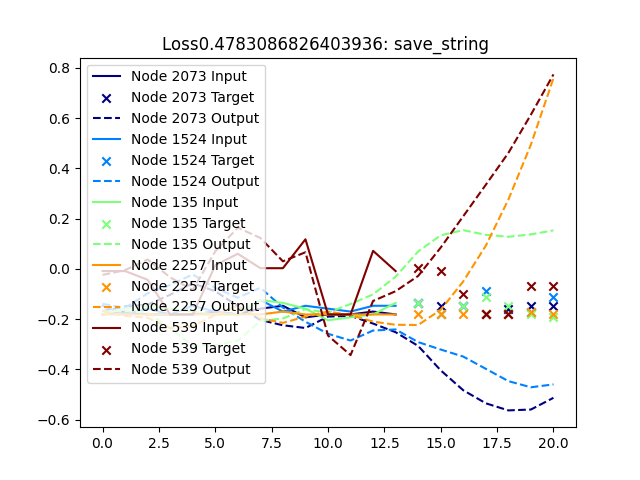 Loss0.4783086826403936: save_string
0.8
0.6
0.4
0.2
0.0
−0.2
−0.4
−0.6
Node 2073 Input
Node 2073 Target
Node 2073 Output
Node 1524 Input
Node 1524 Target
Node 1524 Output
Node 135 Input
Node 135 Target
Node 135 Output
Node 2257 Input
Node 2257 Target
Node 2257 Output
Node 539 Input
Node 539 Target
Node 539 Output
0.0 2.5 5.0 7.5 10.0 12.5 15.0 17.5 20.0